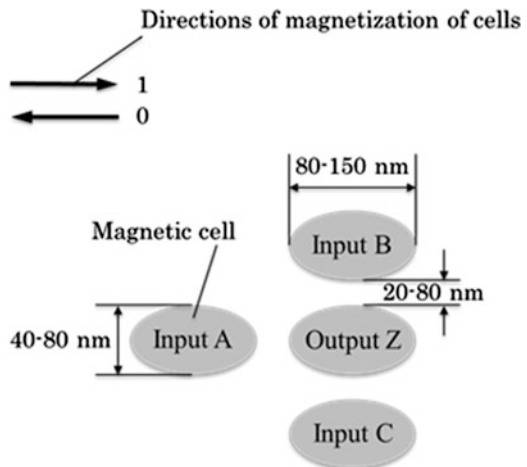 Directions of magnetization of cells
1
0
80-150 nm
Magnetic cell
Input B
20-80 nm
40-80 nm
Input A
Output Z
Input C